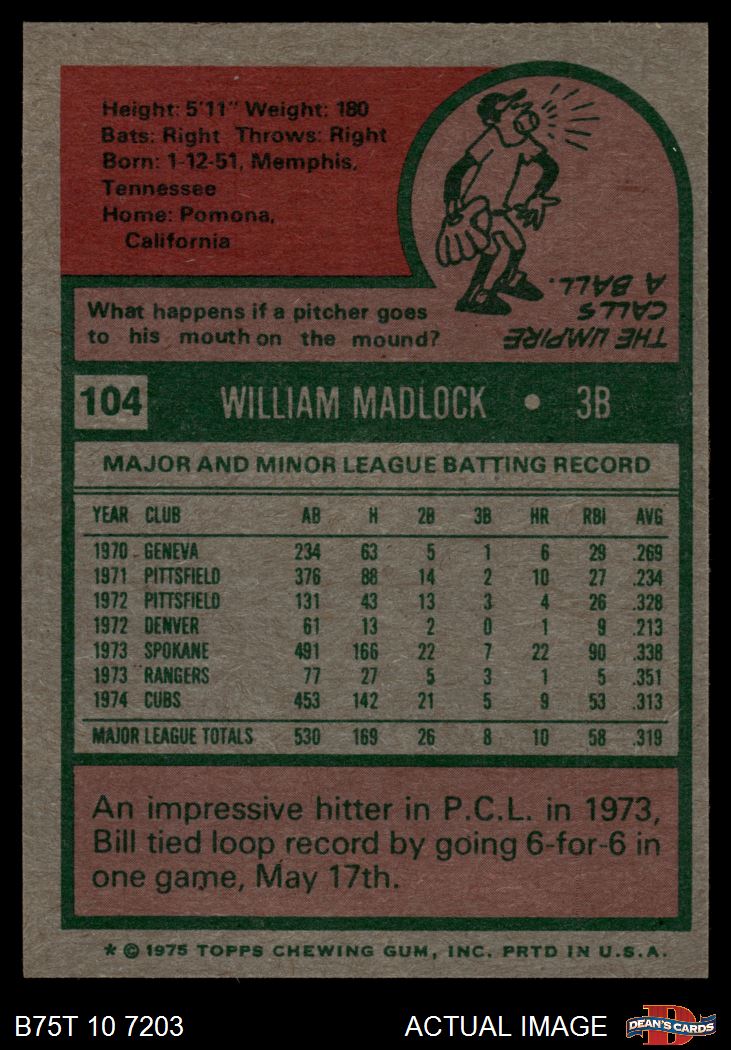 Height: 5'11" Weight: 180
Bats: Right Throws: Right
Born: 1-12-51, Memphis,
Tennessee
Home: Pomona,
California
What happens if a pitcher goes
to his mouth on the mound?
THE UMPIRE
CALLS
A BALL.
104 WILLIAM MADLOCK • 3B
MAJOR AND MINOR LEAGUE BATTING RECORD
YEAR CLUB AB H 2B 3B HR RBI AVG
1970 GENEVA 234 63 5 1 6 29 .269
1971 PITTSFIELD 376 88 14 2 10 27 .234
1972 PITTSFIELD 131 43 13 3 4 26 .328
1972 DENVER 61 13 2 0 1 9 .213
1973 SPOKANE 491 166 22 7 22 90 .338
1973 RANGERS 77 27 5 3 1 5 .351
1974 CUBS 453 142 21 5 9 53 .313
MAJOR LEAGUE TOTALS 530 169 26 8 10 58 .319
An impressive hitter in P.C.L. in 1973,
Bill tied loop record by going 6-for-6 in
one game, May 17th.
* © 1975 TOPPS CHEWING GUM, INC. PRTD IN U.S.A.
B75T 10 7203 ACTUAL IMAGE D DEAN'S CARDS